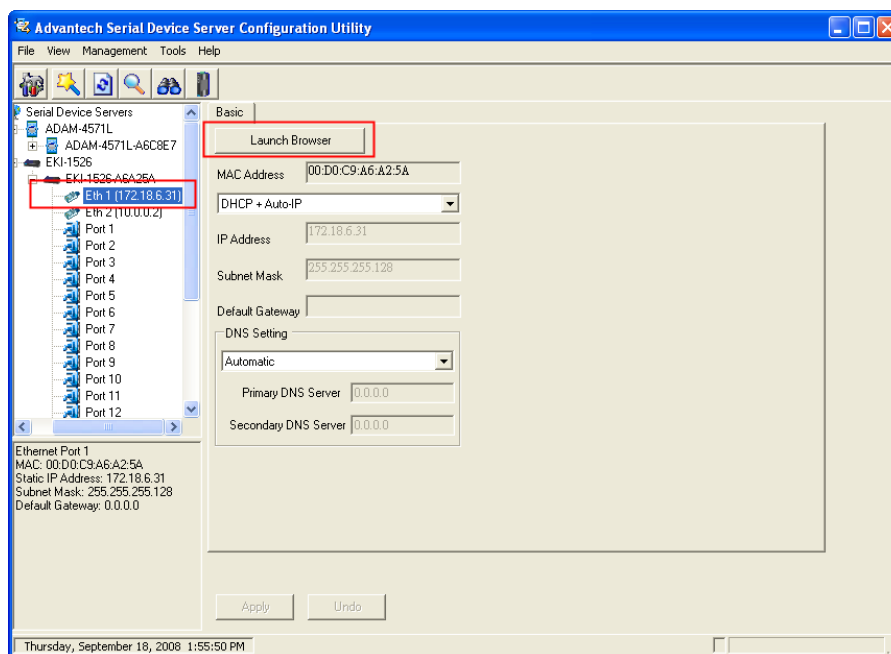 Advantech Serial Device Server Configuration Utility
File View Management Tools Help
Serial Device Servers
ADAM-4571L
ADAM-4571L-A6C8E7
EKI-1526
EKI-1526-A6A25A
Eth 1 (172.18.6.31)
Eth 2 (10.0.0.2)
Port 1
Port 2
Port 3
Port 4
Port 5
Port 6
Port 7
Port 8
Port 9
Port 10
Port 11
Port 12
Ethernet Port 1
MAC: 00:D0:C9:A6:A2:5A
Static IP Address: 172.18.6.31
Subnet Mask: 255.255.255.128
Default Gateway: 0.0.0.0
Basic
Launch Browser
MAC Address 00:D0:C9:A6:A2:5A
DHCP + Auto-IP
IP Address 172.18.6.31
Subnet Mask 255.255.255.128
Default Gateway
DNS Setting
Automatic
Primary DNS Server 0.0.0.0
Secondary DNS Server 0.0.0.0
Apply Undo
Thursday, September 18, 2008 1:55:50 PM